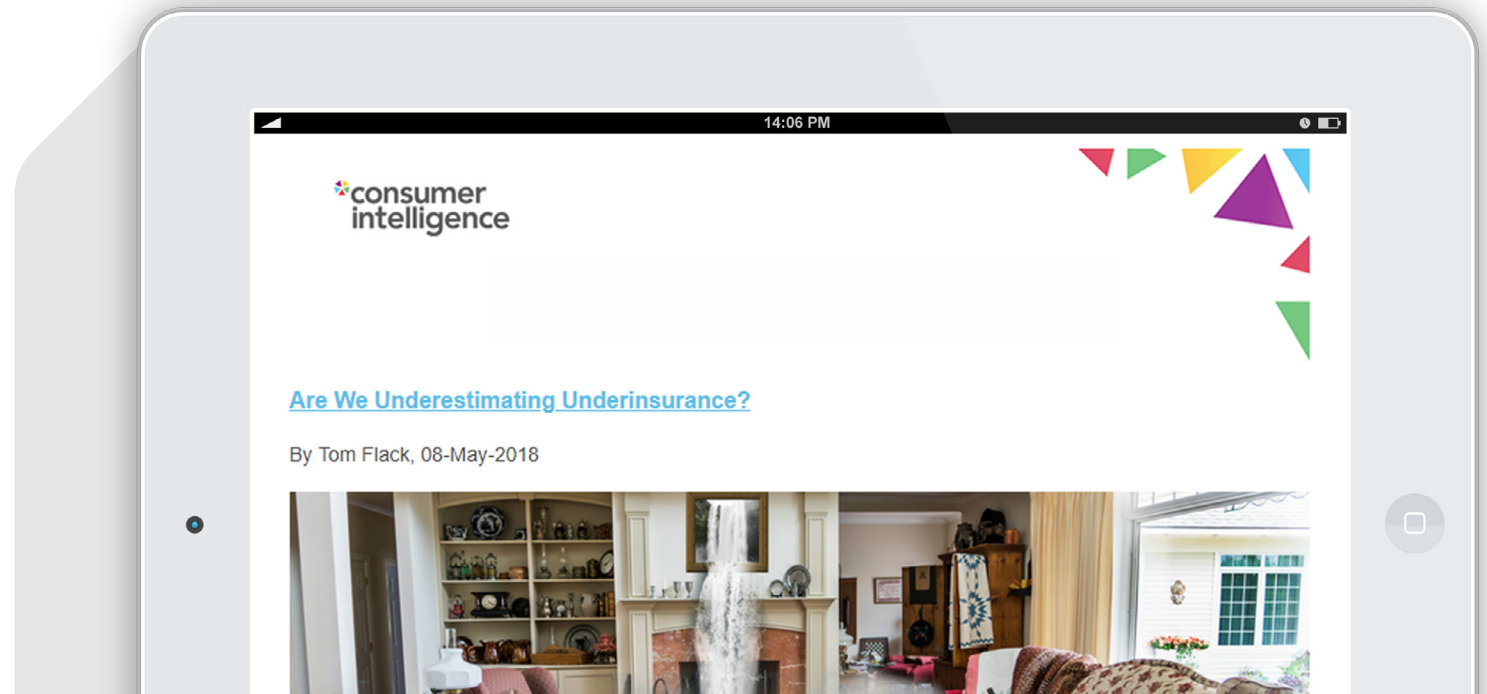 14:06 PM
consumer
intelligence
Are We Underestimating Underinsurance?
By Tom Flack, 08-May-2018